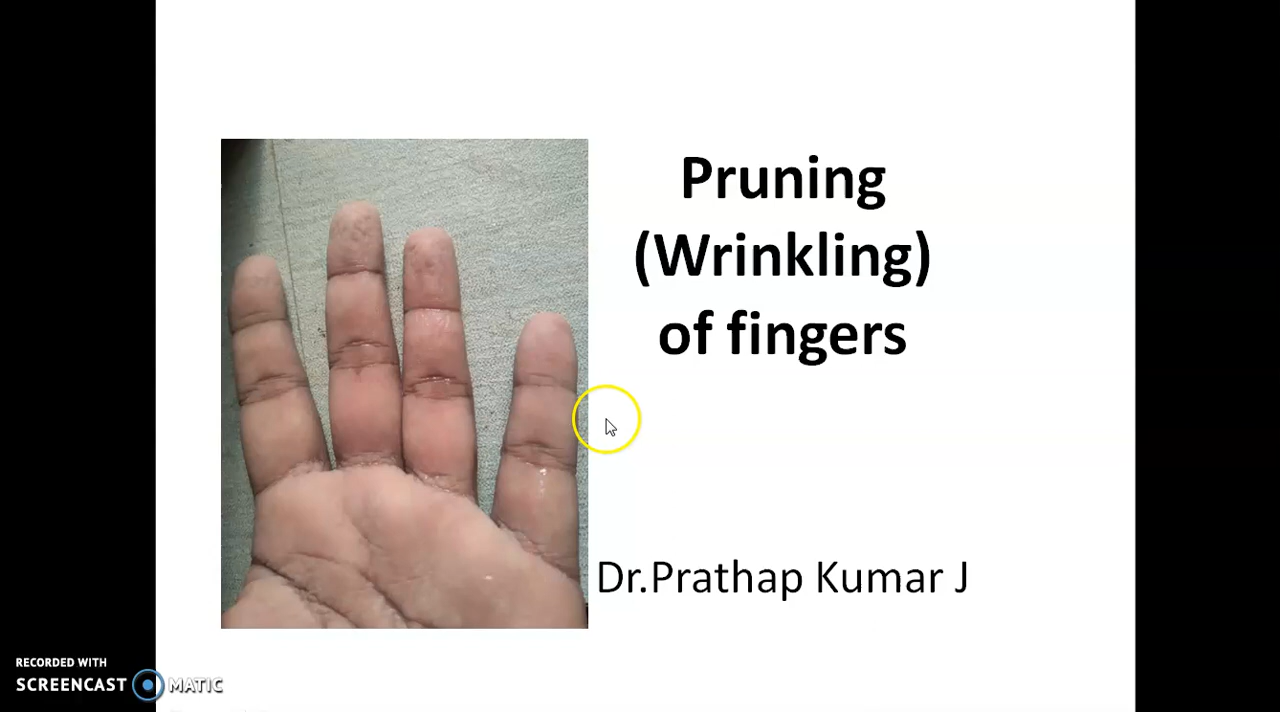 Pruning
(Wrinkling)
of fingers
Dr.Prathap Kumar J
RECORDED WITH
SCREENCAST MATIC